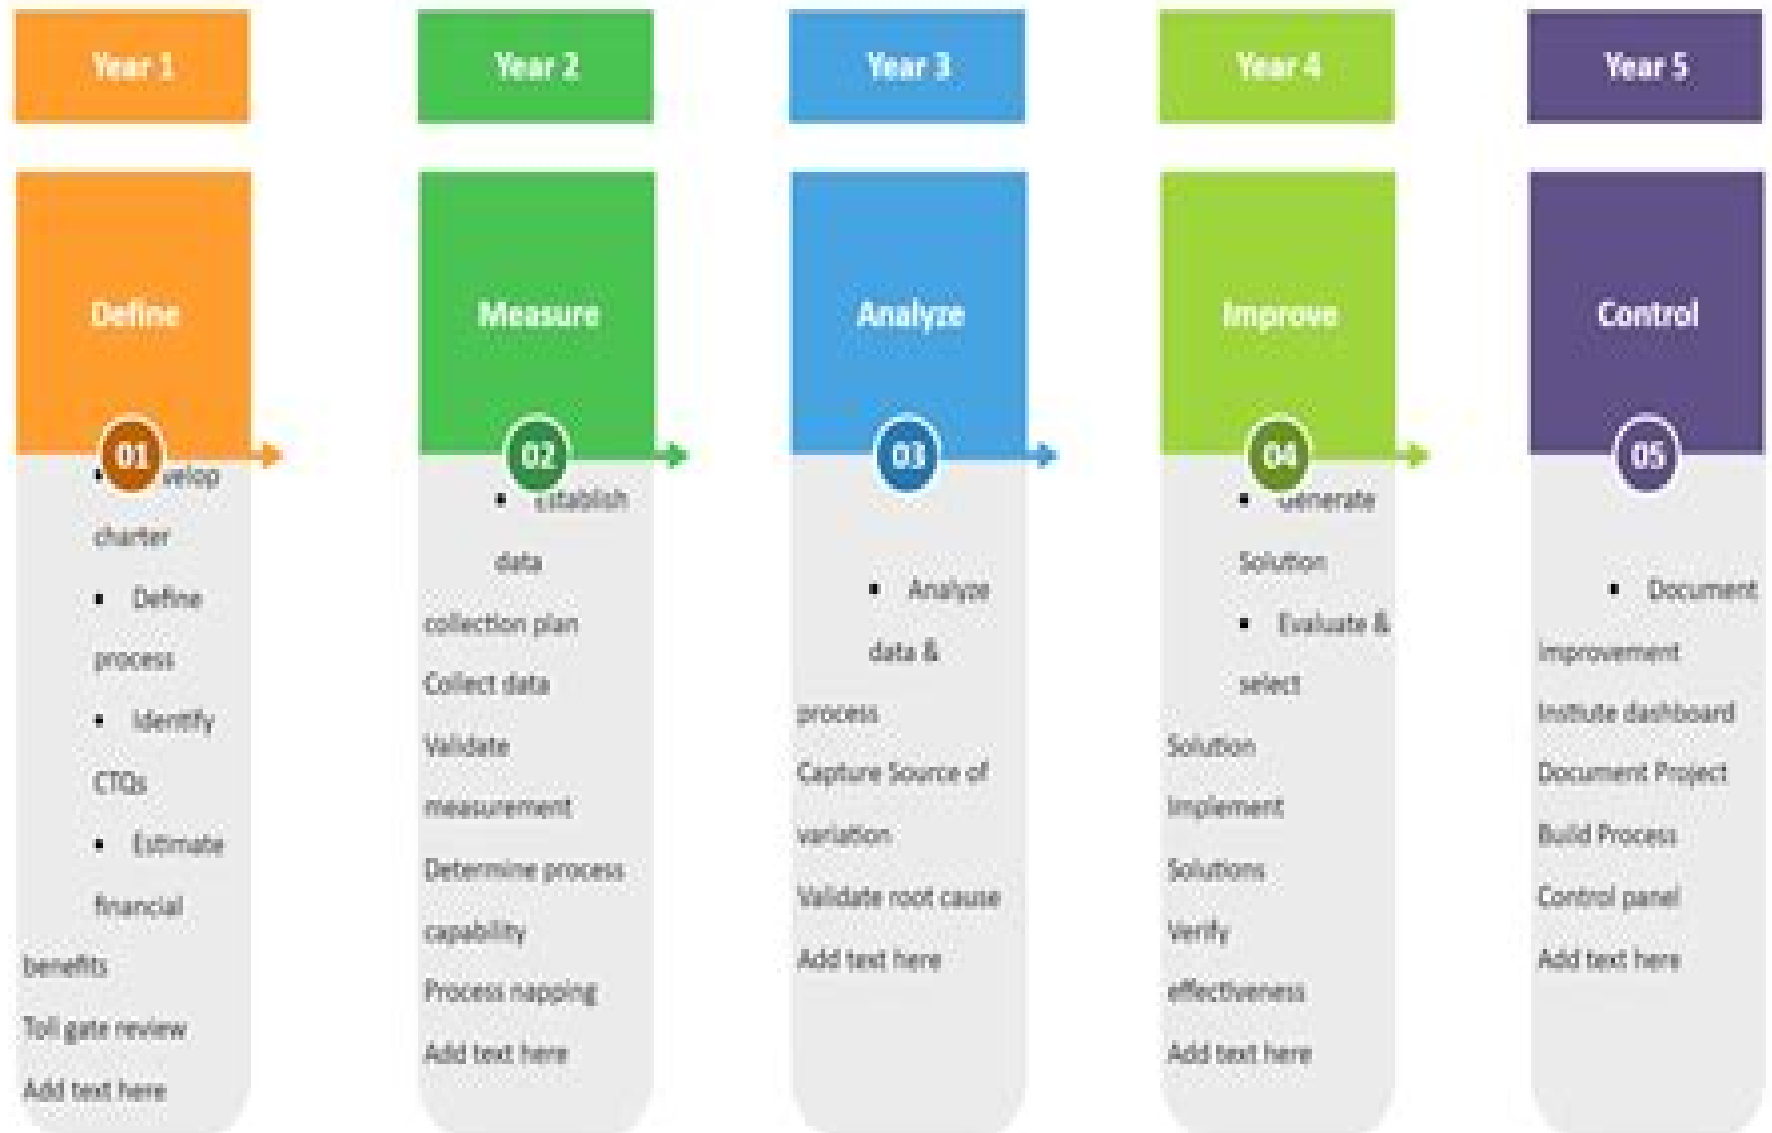 Year 1
Year 2
Year 3
Year 4
Year 5
Define
Measure
Analyze
Improve
Control
01
02
03
04
05
velop
charter
• Define
process
• Identify
CTQs
• Estimate
financial
benefits
Toll gate review
Add text here
• Establish
data
collection plan
Collect data
Validate
measurement
Determine process
capability
Process napping
Add text here
• Analyze
data &
process
Capture Source of
variation
Validate root cause
Add text here
• Generate
Solution
• Evaluate &
select
Solution
Implement
Solutions
Verify
effectiveness
Add text here
• Document
improvement
Instiute dashboard
Document Project
Build Process
Control panel
Add text here